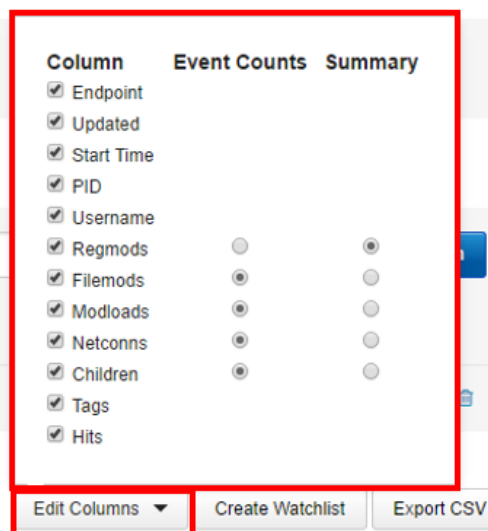 Column Event Counts Summary
Endpoint
Updated
Start Time
PID
Username
Regmods
Filemods
Modloads
Netconns
Children
Tags
Hits
Edit Columns Create Watchlist Export CSV